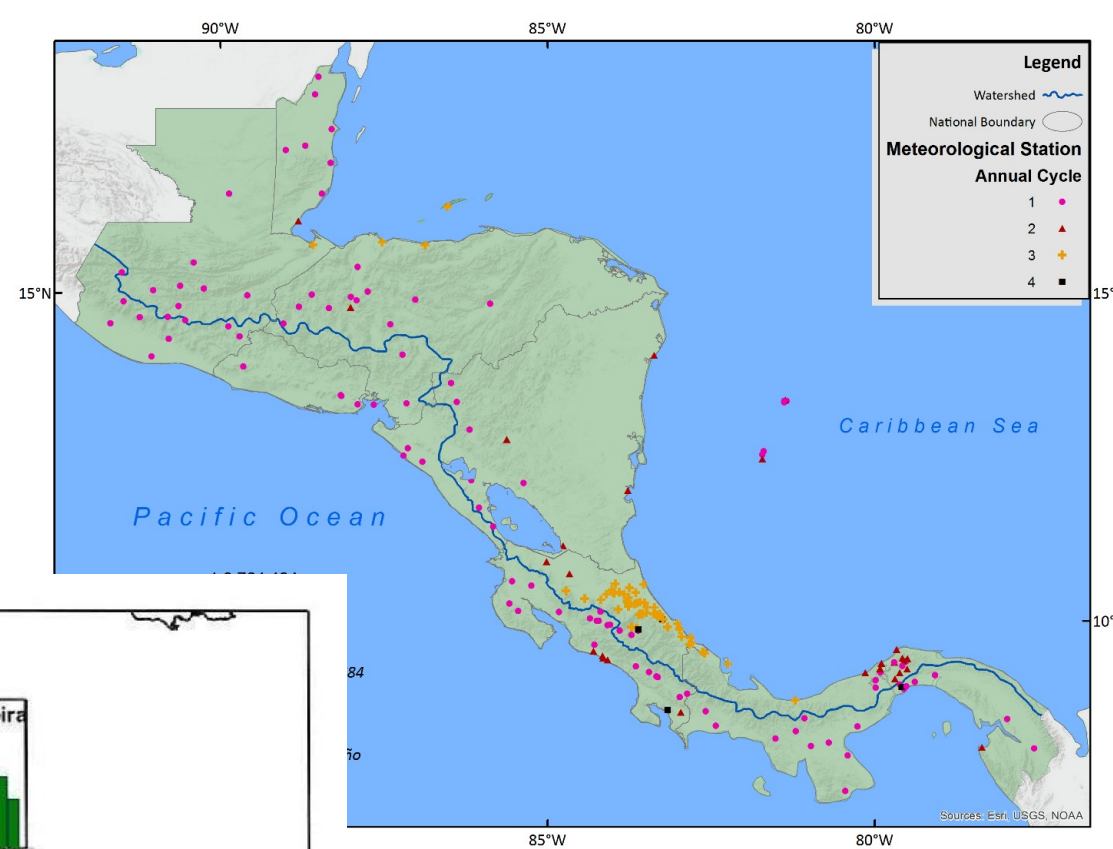 90°W
85°W
80°W
Legend
Watershed
National Boundary
Meteorological Station
Annual Cycle
1
2
3
4
15°N
15°
Caribbean Sea
Pacific Ocean
10°
84
ño
Sources: Esri, USGS, NOAA
85°W
80°W